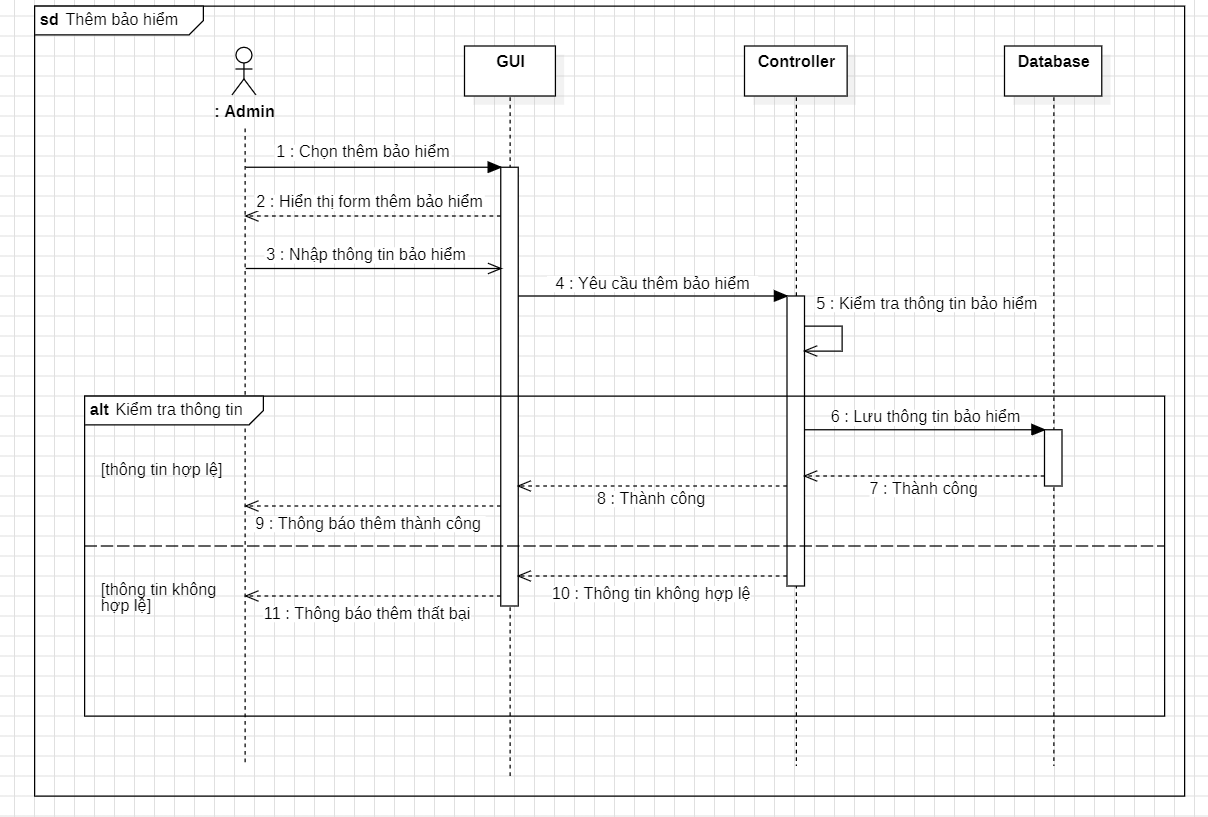 sd Thêm bảo hiểm
GUI
Controller
Database
: Admin
1 : Chọn thêm bảo hiểm
2 : Hiển thị form thêm bảo hiểm
3 : Nhập thông tin bảo hiểm
4 : Yêu cầu thêm bảo hiểm
5 : Kiểm tra thông tin bảo hiểm
alt Kiểm tra thông tin
6 : Lưu thông tin bảo hiểm
[thông tin hợp lệ]
7 : Thành công
8 : Thành công
9 : Thông báo thêm thành công
[thông tin không
hợp lệ]
10 : Thông tin không hợp lệ
11 : Thông báo thêm thất bại